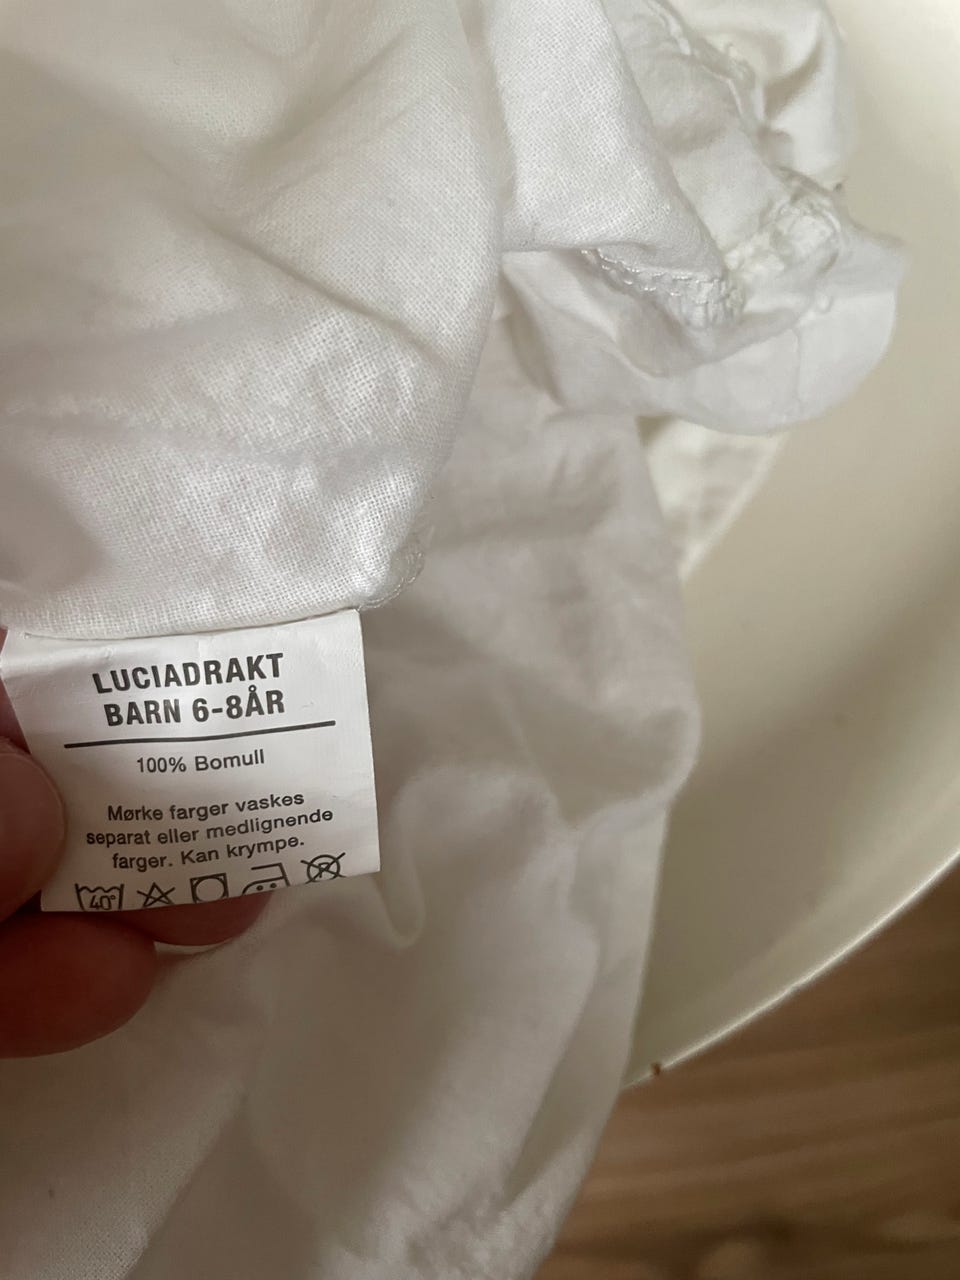 LUCIADRAKT
BARN 6-8ÅR
100% Bomull
Mørke farger vaskes
separat eller medlignende
farger. Kan krympe.
40° P